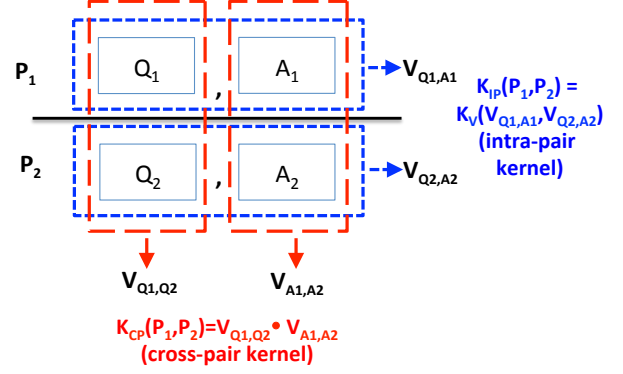 P1
Q1 , A1
VQ1,A1
KIP(P1,P2) =
KV(VQ1,A1,VQ2,A2)
(intra-pair
kernel)
P2
Q2 , A2
VQ2,A2
VQ1,Q2
VA1,A2
KCP(P1,P2)=VQ1,Q2• VA1,A2
(cross-pair kernel)